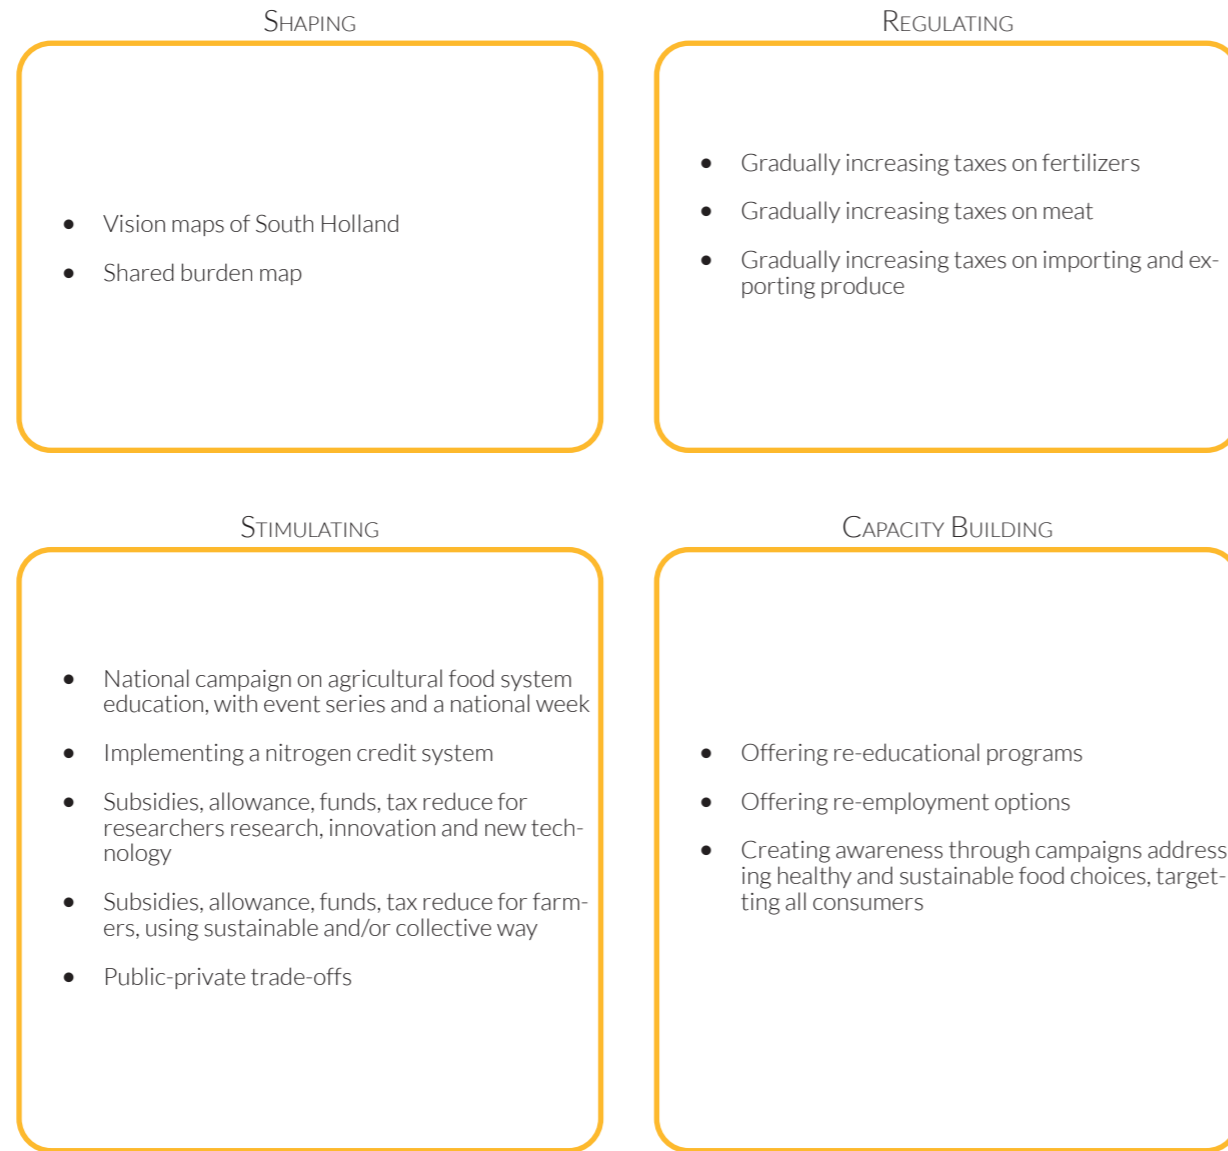 SHAPING
• Vision maps of South Holland
• Shared burden map
REGULATING
• Gradually increasing taxes on fertilizers
• Gradually increasing taxes on meat
• Gradually increasing taxes on importing and ex-
porting produce
STIMULATING
• National campaign on agricultural food system
education, with event series and a national week
• Implementing a nitrogen credit system
• Subsidies, allowance, funds, tax reduce for
researchers research, innovation and new tech-
nology
• Subsidies, allowance, funds, tax reduce for farm-
ers, using sustainable and/or collective way
• Public-private trade-offs
CAPACITY BUILDING
• Offering re-educational programs
• Offering re-employment options
• Creating awareness through campaigns address
ing healthy and sustainable food choices, target-
ting all consumers